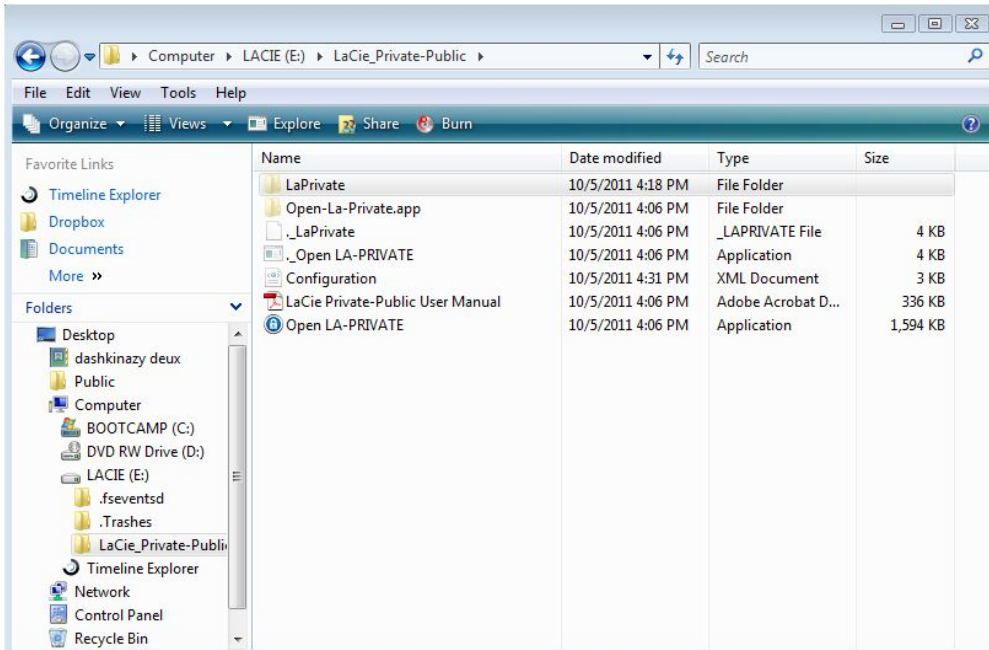 Computer LACIE (E:) LaCie_Private-Public
Search
File Edit View Tools Help
Organize Views Explore Share Burn
Favorite Links
Timeline Explorer
Dropbox
Documents
More »
Folders
Desktop
dashkinazy deux
Public
Computer
BOOTCAMP (C:)
DVD RW Drive (D:)
LACIE (E:)
.fseventsd
.Trashes
LaCie_Private-Publi
Timeline Explorer
Network
Control Panel
Recycle Bin
Name Date modified Type Size
LaPrivate 10/5/2011 4:18 PM File Folder
Open-La-Private.app 10/5/2011 4:06 PM File Folder
._LaPrivate 10/5/2011 4:06 PM _LAPRIVATE File 4 KB
._Open LA-PRIVATE 10/5/2011 4:06 PM Application 4 KB
Configuration 10/5/2011 4:31 PM XML Document 3 KB
LaCie Private-Public User Manual 10/5/2011 4:06 PM Adobe Acrobat D... 336 KB
Open LA-PRIVATE 10/5/2011 4:06 PM Application 1,594 KB